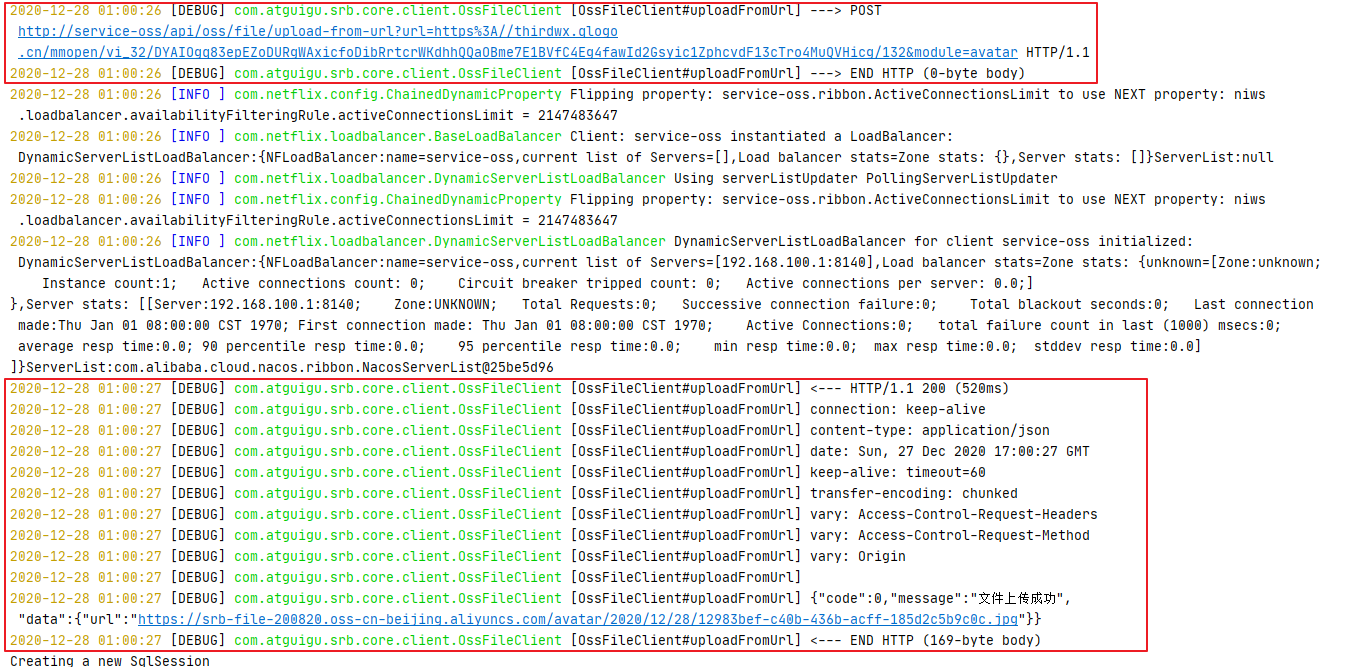 2020-12-28 01:00:26 [DEBUG] com.atguigu.srb.core.client.OssFileClient [OssFileClient#uploadFromUrl] ---> POST
http://service-oss/api/oss/file/upload-from-url?url=https%3A//thirdwx.qlogo
.cn/mmopen/vi_32/DYAIOgq83epEZoDURqWAxicfoDibRrtcrWKdhhQQaOBme7E1BVfC4Eg4fawId2Gsyic1ZphcvdF13cTro4MuQVHicg/132&module=avatar HTTP/1.1
2020-12-28 01:00:26 [DEBUG] com.atguigu.srb.core.client.OssFileClient [OssFileClient#uploadFromUrl] ---> END HTTP (0-byte body)
2020-12-28 01:00:26 [INFO ] com.netflix.config.ChainedDynamicProperty Flipping property: service-oss.ribbon.ActiveConnectionsLimit to use NEXT property: niws
.loadbalancer.availabilityFilteringRule.activeConnectionsLimit = 2147483647
2020-12-28 01:00:26 [INFO ] com.netflix.loadbalancer.BaseLoadBalancer Client: service-oss instantiated a LoadBalancer:
DynamicServerListLoadBalancer:{NFLoadBalancer:name=service-oss,current list of Servers=[],Load balancer stats=Zone stats: {},Server stats: []}ServerList:null
2020-12-28 01:00:26 [INFO ] com.netflix.loadbalancer.DynamicServerListLoadBalancer Using serverListUpdater PollingServerListUpdater
2020-12-28 01:00:26 [INFO ] com.netflix.config.ChainedDynamicProperty Flipping property: service-oss.ribbon.ActiveConnectionsLimit to use NEXT property: niws
.loadbalancer.availabilityFilteringRule.activeConnectionsLimit = 2147483647
2020-12-28 01:00:26 [INFO ] com.netflix.loadbalancer.DynamicServerListLoadBalancer DynamicServerListLoadBalancer for client service-oss initialized:
DynamicServerListLoadBalancer:{NFLoadBalancer:name=service-oss,current list of Servers=[192.168.100.1:8140],Load balancer stats=Zone stats: {unknown=[Zone:unknown;
Instance count:1; Active connections count: 0; Circuit breaker tripped count: 0; Active connections per server: 0.0;]
},Server stats: [[Server:192.168.100.1:8140; Zone:UNKNOWN; Total Requests:0; Successive connection failure:0; Total blackout seconds:0; Last connection
made:Thu Jan 01 08:00:00 CST 1970; First connection made: Thu Jan 01 08:00:00 CST 1970; Active Connections:0; total failure count in last (1000) msecs:0;
average resp time:0.0; 90 percentile resp time:0.0; 95 percentile resp time:0.0; min resp time:0.0; max resp time:0.0; stddev resp time:0.0]
]}ServerList:com.alibaba.cloud.nacos.ribbon.NacosServerList@25be5d96
2020-12-28 01:00:27 [DEBUG] com.atguigu.srb.core.client.OssFileClient [OssFileClient#uploadFromUrl] <--- HTTP/1.1 200 (520ms)
2020-12-28 01:00:27 [DEBUG] com.atguigu.srb.core.client.OssFileClient [OssFileClient#uploadFromUrl] connection: keep-alive
2020-12-28 01:00:27 [DEBUG] com.atguigu.srb.core.client.OssFileClient [OssFileClient#uploadFromUrl] content-type: application/json
2020-12-28 01:00:27 [DEBUG] com.atguigu.srb.core.client.OssFileClient [OssFileClient#uploadFromUrl] date: Sun, 27 Dec 2020 17:00:27 GMT
2020-12-28 01:00:27 [DEBUG] com.atguigu.srb.core.client.OssFileClient [OssFileClient#uploadFromUrl] keep-alive: timeout=60
2020-12-28 01:00:27 [DEBUG] com.atguigu.srb.core.client.OssFileClient [OssFileClient#uploadFromUrl] transfer-encoding: chunked
2020-12-28 01:00:27 [DEBUG] com.atguigu.srb.core.client.OssFileClient [OssFileClient#uploadFromUrl] vary: Access-Control-Request-Headers
2020-12-28 01:00:27 [DEBUG] com.atguigu.srb.core.client.OssFileClient [OssFileClient#uploadFromUrl] vary: Access-Control-Request-Method
2020-12-28 01:00:27 [DEBUG] com.atguigu.srb.core.client.OssFileClient [OssFileClient#uploadFromUrl] vary: Origin
2020-12-28 01:00:27 [DEBUG] com.atguigu.srb.core.client.OssFileClient [OssFileClient#uploadFromUrl]
2020-12-28 01:00:27 [DEBUG] com.atguigu.srb.core.client.OssFileClient [OssFileClient#uploadFromUrl] {"code":0,"message":"文件上传成功",
"data":{"url":"https://srb-file-200820.oss-cn-beijing.aliyuncs.com/avatar/2020/12/28/12983bef-c40b-436b-acff-185d2c5b9c0c.jpg"}}
2020-12-28 01:00:27 [DEBUG] com.atguigu.srb.core.client.OssFileClient [OssFileClient#uploadFromUrl] <--- END HTTP (169-byte body)
Creating a new SqlSession